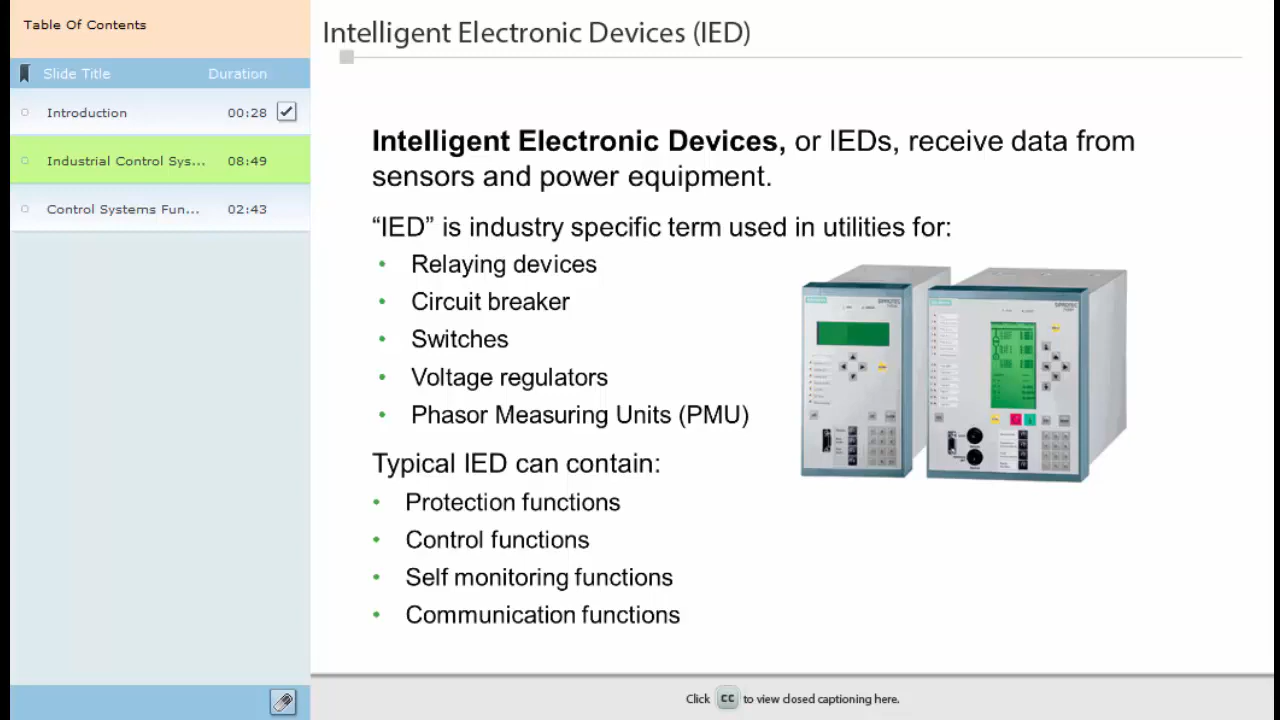 Table Of Contents
Slide Title Duration
Introduction 00:28
Industrial Control Sys... 08:49
Control Systems Fun... 02:43
Intelligent Electronic Devices (IED)
Intelligent Electronic Devices, or IEDs, receive data from
sensors and power equipment.
“IED” is industry specific term used in utilities for:
• Relaying devices
• Circuit breaker
• Switches
• Voltage regulators
• Phasor Measuring Units (PMU)
Typical IED can contain:
• Protection functions
• Control functions
• Self monitoring functions
• Communication functions
Click CC to view closed captioning here.